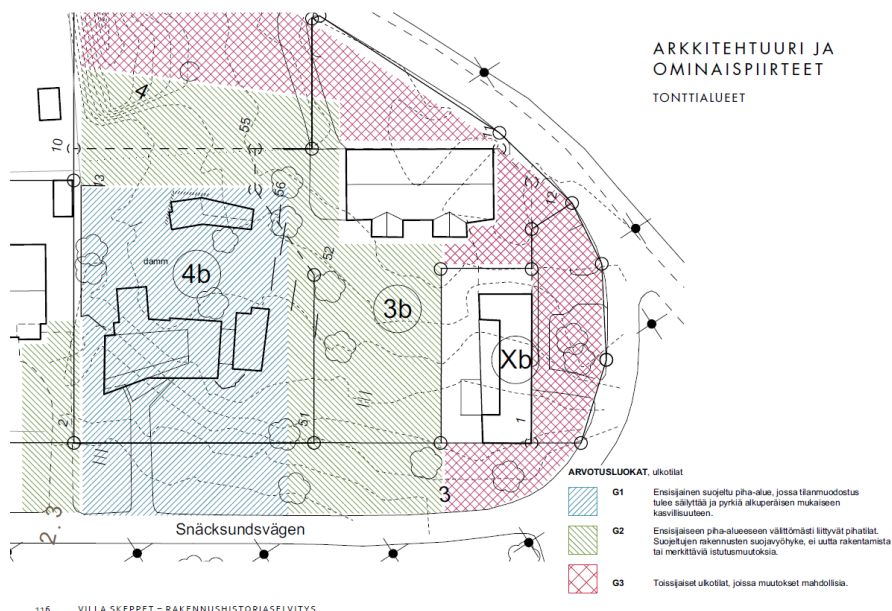 ARKKITEHTUURI JA
OMINAISPIIRTEET
TONTTIALUEET
4
10
55
11
13
56
12
damm
4b
52
3b
Xb
2
51
1
3
2.3
Snäcksundsvägen
ARVOTUSLUOKAT, ulkotilat
G1 Ensisijainen suojeltu piha-alue, jossa tilanmuodostus
tulee säilyttää ja pyrkiä alkuperäisen mukaiseen
kasvillisuuteen.
G2 Ensijaiseen piha-alueeseen välittömästi liittyvät pihatilat.
Suojeltujen rakennusten suojavyöhyke, ei uutta rakentamista
tai merkittäviä istutusmuutoksia.
G3 Toissijaiset ulkotilat, joissa muutokset mahdollisia.
116 VILLA SKEPPET – RAKENNUSHISTORIASELVITYS